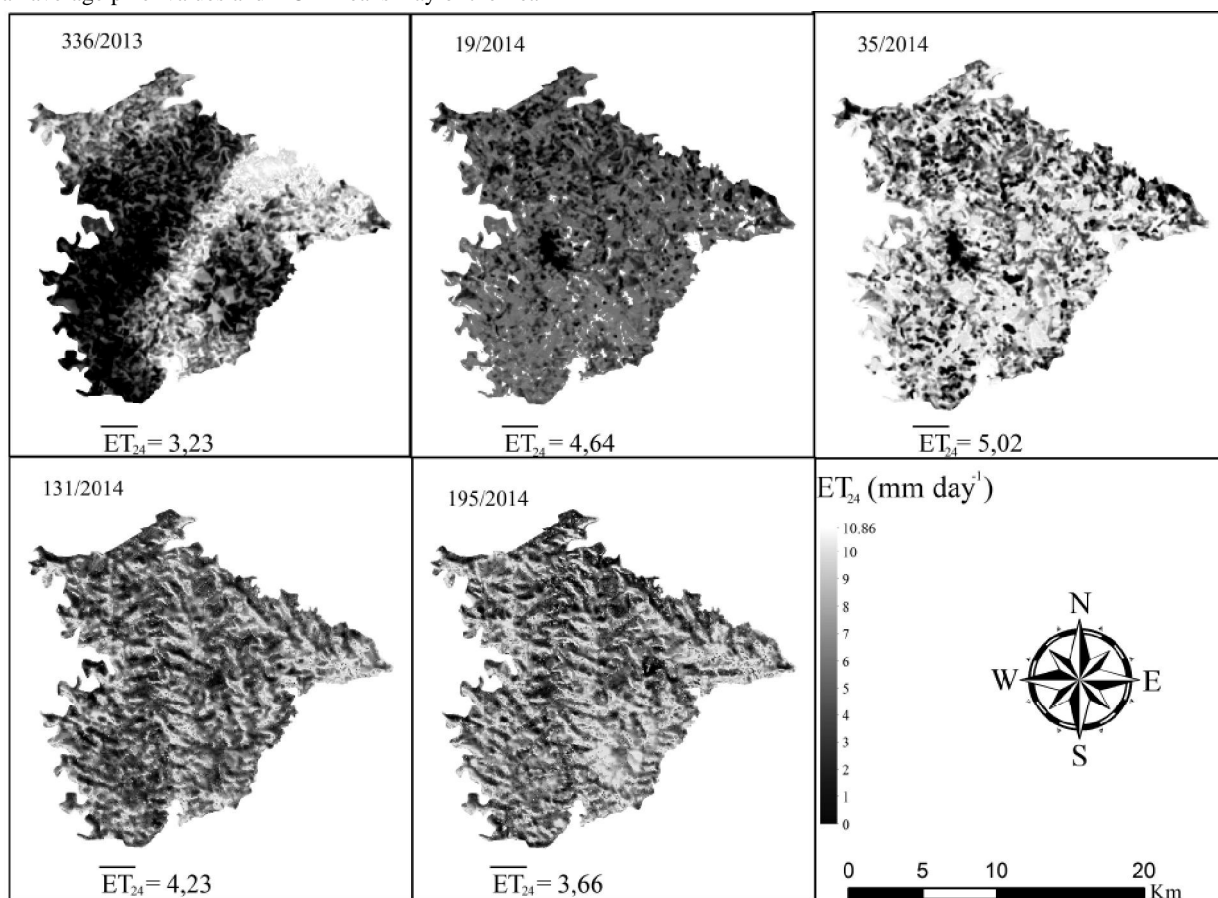 336/2013
19/2014
35/2014
ET24 = 3,23
ET24 = 4,64
ET24 = 5,02
131/2014
195/2014
ET24 (mm day-1)
10.86
10
9
8
7
6
5
4
3
2
1
0
N
W E
S
ET24 = 4,23
ET24 = 3,66
0 5 10 20
Km